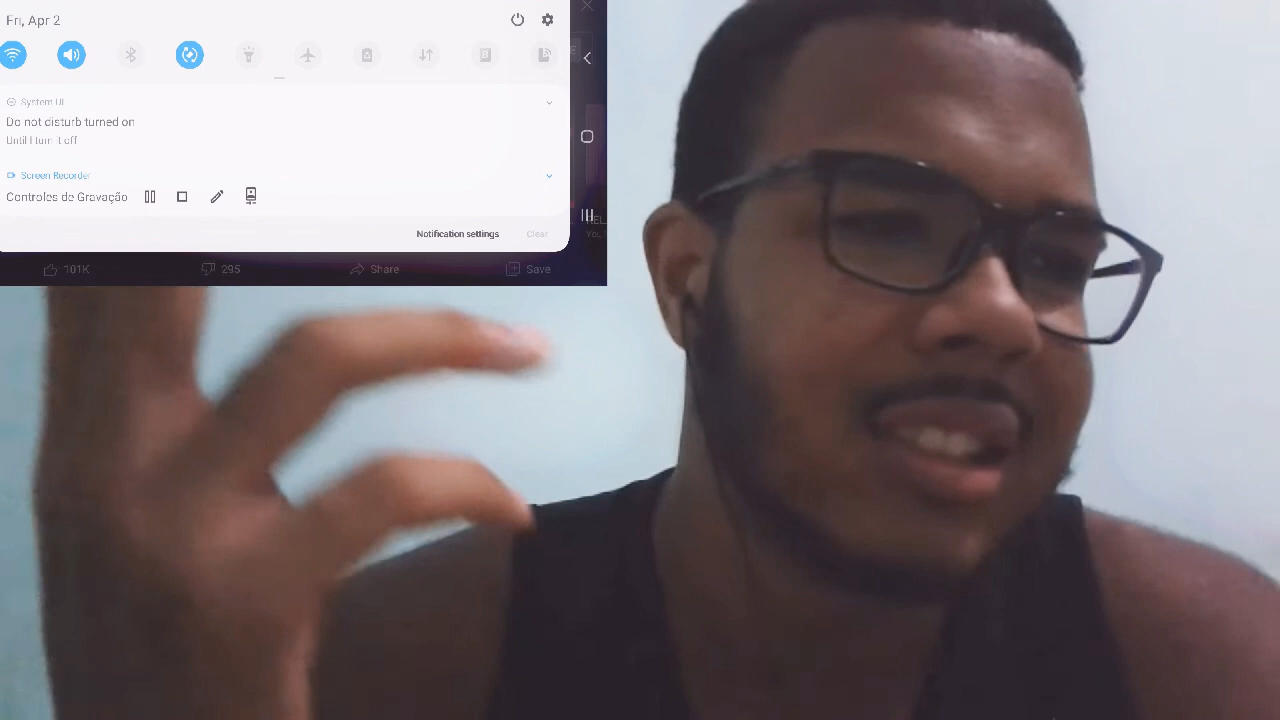 Fri, Apr 2
System UI
Do not disturb turned on
Until I turn it off
Screen Recorder
Controles de Gravação
Notification settings
Clear
101K
295
Share
Save